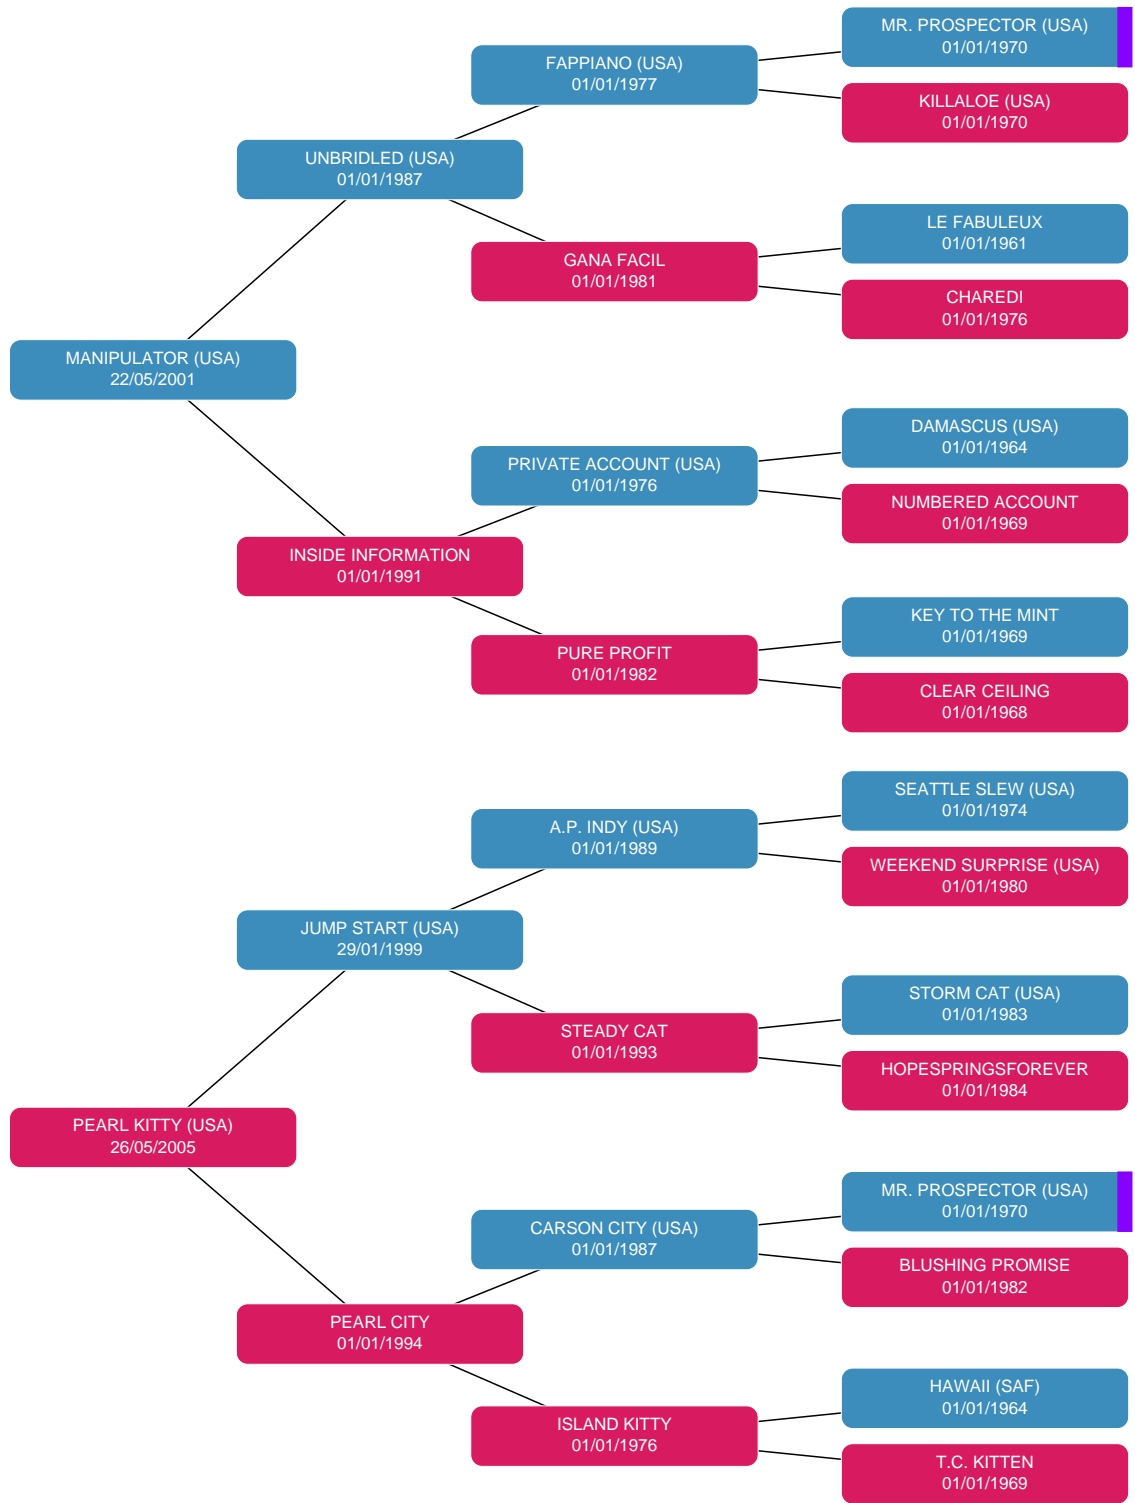 MR. PROSPECTOR (USA)
01/01/1970
FAPPIANO (USA)
01/01/1977
KILLALOE (USA)
01/01/1970
UNBRIDLED (USA)
01/01/1987
LE FABULEUX
01/01/1961
GANA FACIL
01/01/1981
CHAREDI
01/01/1976
MANIPULATOR (USA)
22/05/2001
DAMASCUS (USA)
01/01/1964
PRIVATE ACCOUNT (USA)
01/01/1976
NUMBERED ACCOUNT
01/01/1969
INSIDE INFORMATION
01/01/1991
KEY TO THE MINT
01/01/1969
PURE PROFIT
01/01/1982
CLEAR CEILING
01/01/1968
SEATTLE SLEW (USA)
01/01/1974
A.P. INDY (USA)
01/01/1989
WEEKEND SURPRISE (USA)
01/01/1980
JUMP START (USA)
29/01/1999
STORM CAT (USA)
01/01/1983
STEADY CAT
01/01/1993
HOPESPRINGSFOREVER
01/01/1984
PEARL KITTY (USA)
26/05/2005
MR. PROSPECTOR (USA)
01/01/1970
CARSON CITY (USA)
01/01/1987
BLUSHING PROMISE
01/01/1982
PEARL CITY
01/01/1994
HAWAII (SAF)
01/01/1964
ISLAND KITTY
01/01/1976
T.C. KITTEN
01/01/1969